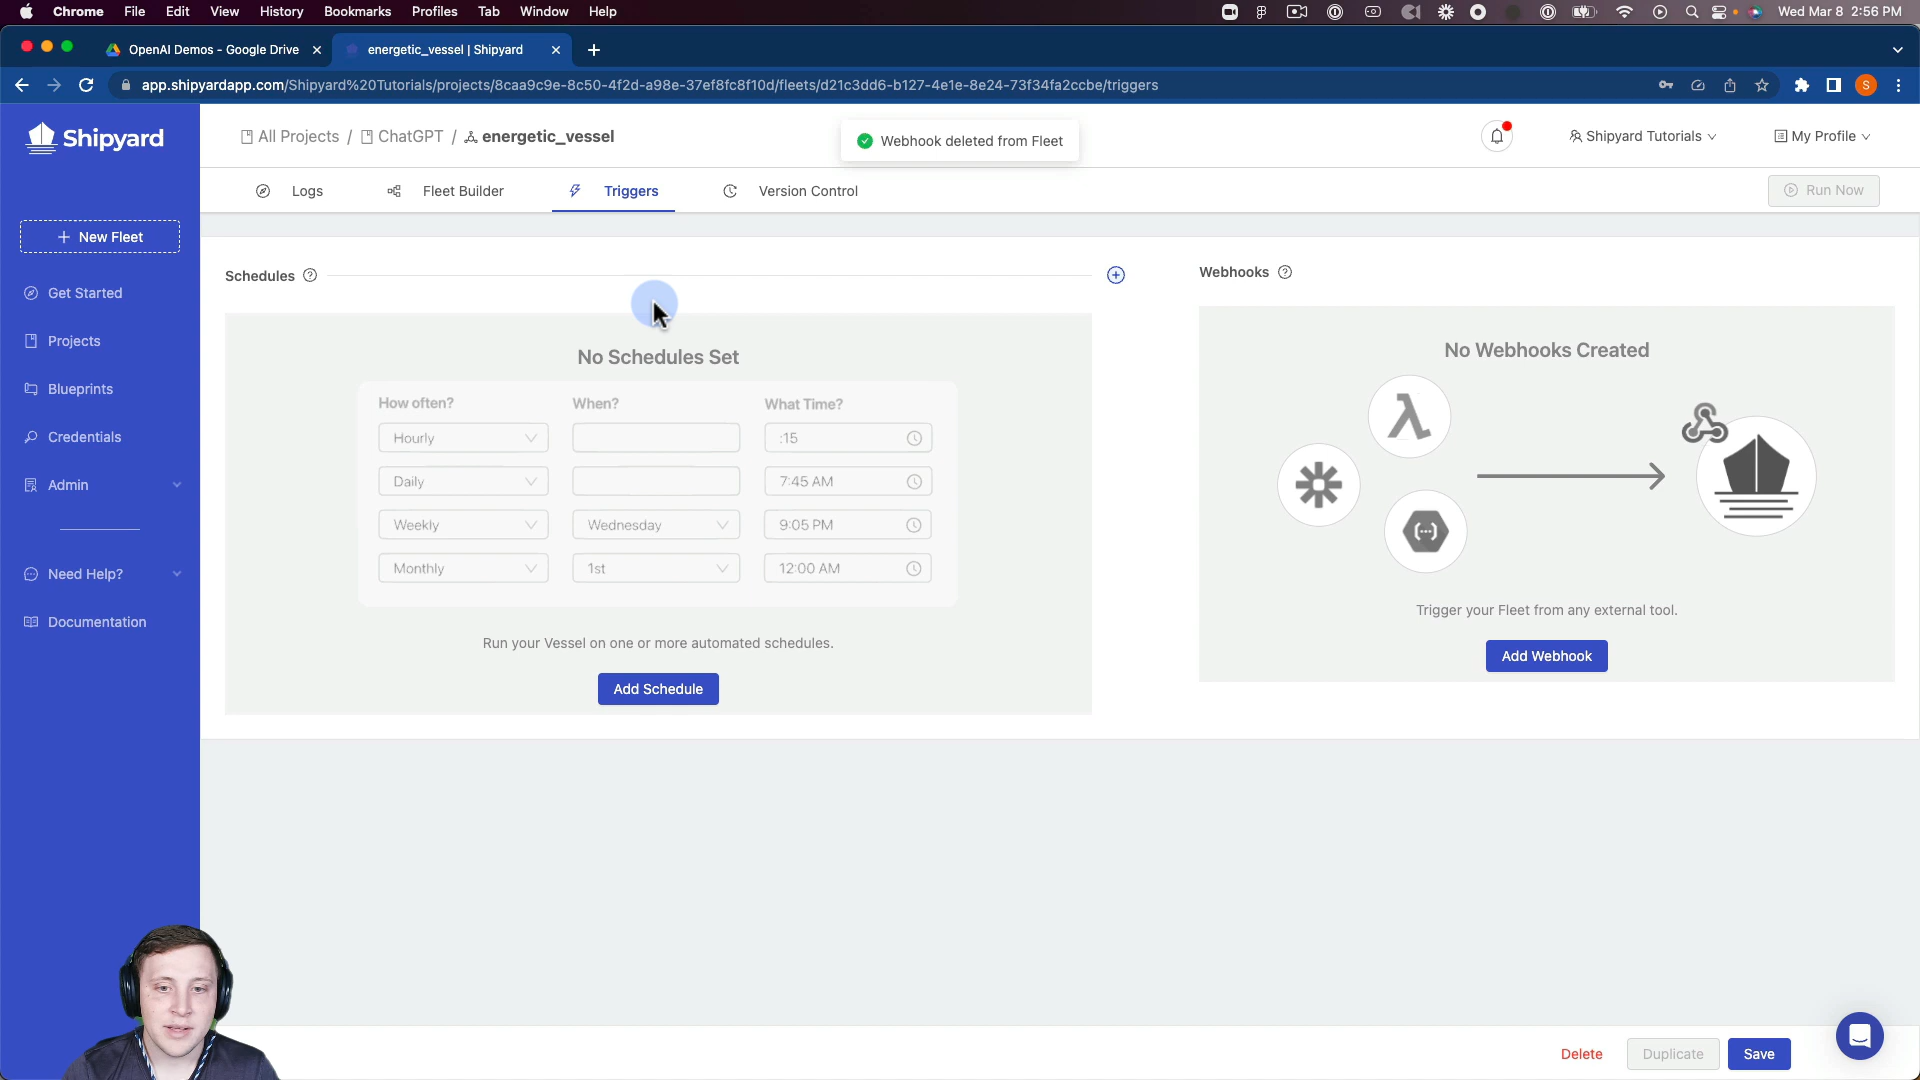 Chrome File Edit View History Bookmarks Profiles Tab Window Help Wed Mar 8 2:56 PM
OpenAI Demos - Google Drive energetic_vessel | Shipyard
app.shipyardapp.com/Shipyard%20Tutorials/projects/8caa9c9e-8c50-4f2d-a98e-37ef8fc8f10d/fleets/d21c3dd6-b127-4e1e-8e24-73f34fa2ccbe/triggers
S
Shipyard
All Projects / ChatGPT / energetic_vessel
Webhook deleted from Fleet
Shipyard Tutorials
My Profile
Logs Fleet Builder Triggers Version Control
Run Now
+ New Fleet
Get Started
Projects
Blueprints
Credentials
Admin
Need Help?
Documentation
Schedules
No Schedules Set
How often? When? What Time?
Hourly :15
Daily 7:45 AM
Weekly Wednesday 9:05 PM
Monthly 1st 12:00 AM
Run your Vessel on one or more automated schedules.
Add Schedule
Webhooks
No Webhooks Created
Trigger your Fleet from any external tool.
Add Webhook
Delete Duplicate Save